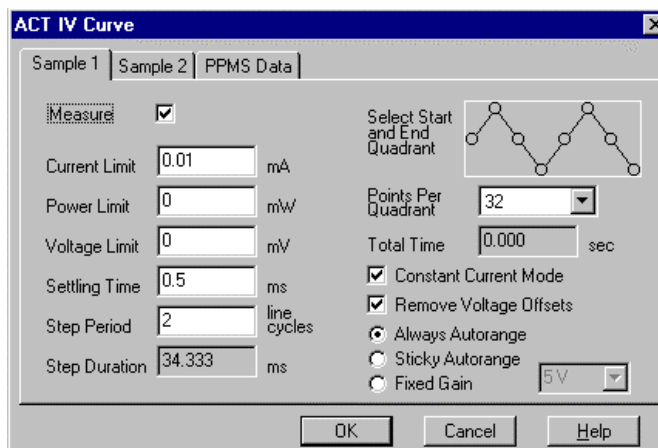 ACT IV Curve
Sample 1 Sample 2 PPMS Data
Measure
Current Limit 0.01 mA
Power Limit 0 mW
Voltage Limit 0 mV
Settling Time 0.5 ms
Step Period 2 line cycles
Step Duration 34.333 ms
Select Start
and End
Quadrant
Points Per
Quadrant 32
Total Time 0.000 sec
Constant Current Mode
Remove Voltage Offsets
Always Autorange
Sticky Autorange
Fixed Gain 5 V
OK Cancel Help